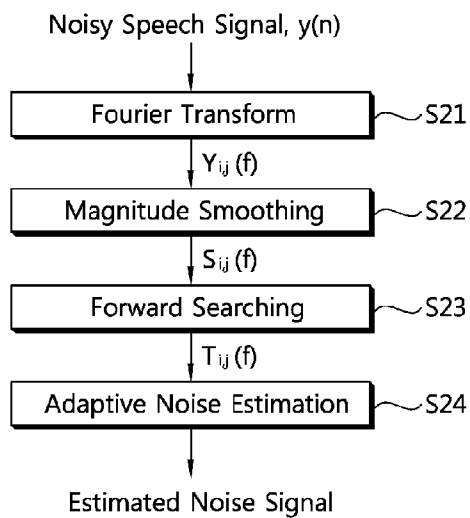 Noisy Speech Signal, y(n)
Fourier Transform
S21
Yi,j (f)
Magnitude Smoothing
S22
Si,j (f)
Forward Searching
S23
Ti,j (f)
Adaptive Noise Estimation
S24
Estimated Noise Signal